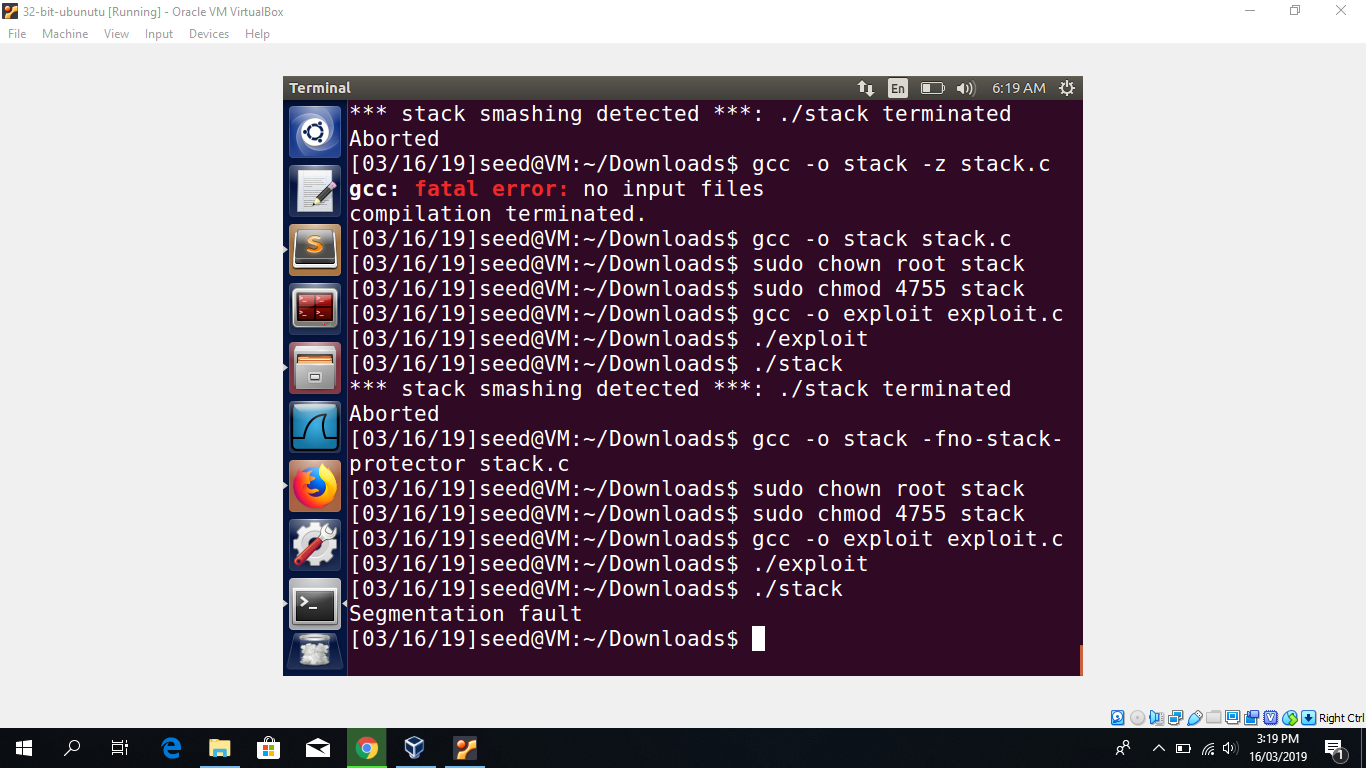 32-bit-ubunutu [Running] - Oracle VM VirtualBox
File Machine View Input Devices Help
Terminal En 6:19 AM
*** stack smashing detected ***: ./stack terminated
Aborted
[03/16/19]seed@VM:~/Downloads$ gcc -o stack -z stack.c
gcc: fatal error: no input files
compilation terminated.
[03/16/19]seed@VM:~/Downloads$ gcc -o stack stack.c
[03/16/19]seed@VM:~/Downloads$ sudo chown root stack
[03/16/19]seed@VM:~/Downloads$ sudo chmod 4755 stack
[03/16/19]seed@VM:~/Downloads$ gcc -o exploit exploit.c
[03/16/19]seed@VM:~/Downloads$ ./exploit
[03/16/19]seed@VM:~/Downloads$ ./stack
*** stack smashing detected ***: ./stack terminated
Aborted
[03/16/19]seed@VM:~/Downloads$ gcc -o stack -fno-stack-
protector stack.c
[03/16/19]seed@VM:~/Downloads$ sudo chown root stack
[03/16/19]seed@VM:~/Downloads$ sudo chmod 4755 stack
[03/16/19]seed@VM:~/Downloads$ gcc -o exploit exploit.c
[03/16/19]seed@VM:~/Downloads$ ./exploit
[03/16/19]seed@VM:~/Downloads$ ./stack
Segmentation fault
[03/16/19]seed@VM:~/Downloads$
Right Ctrl
3:19 PM
16/03/2019
1